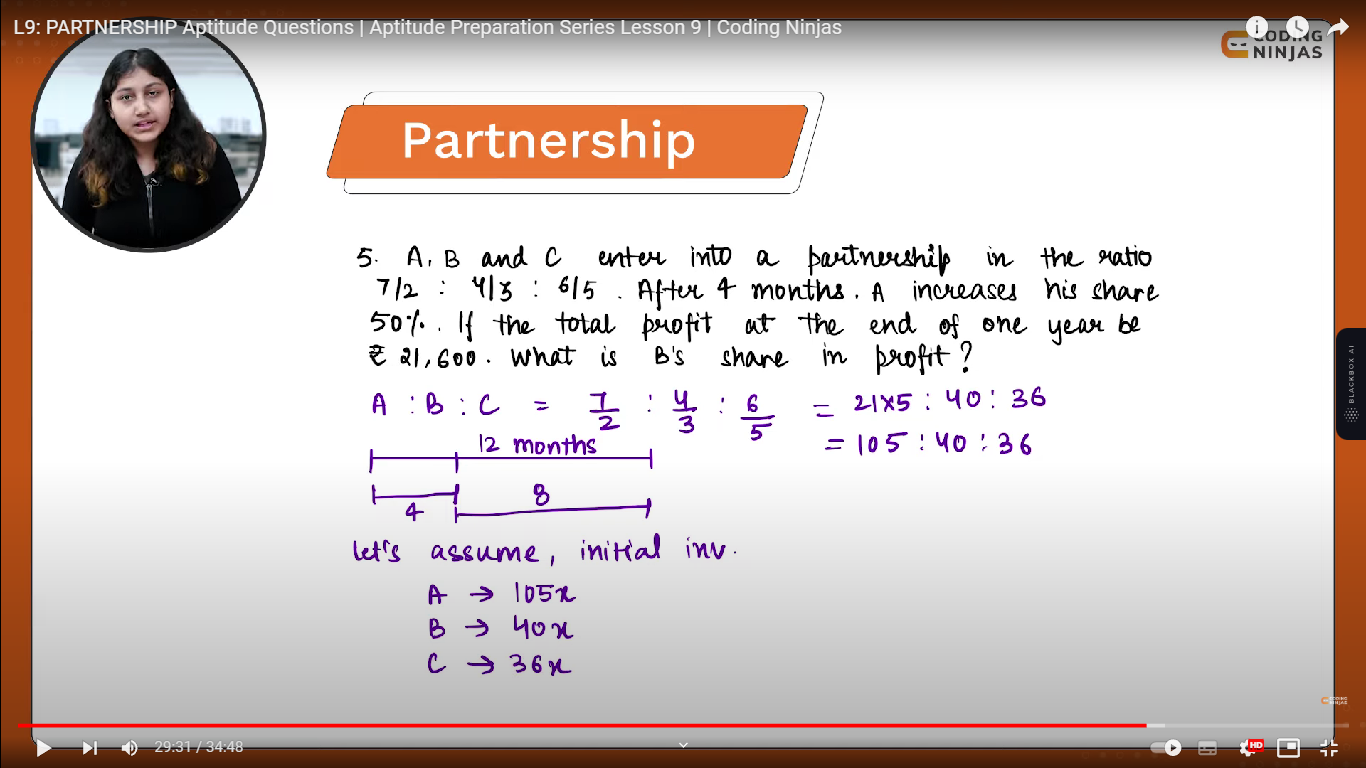 L9: PARTNERSHIP Aptitude Questions | Aptitude Preparation Series Lesson 9 | Coding Ninjas
CODING
NINJAS
Partnership
5. A, B and C enter into a partnership in the ratio
7/2 : 4/3 : 6/5 . After 4 months. A increases his share
50%. If the total profit at the end of one year be
₹ 21,600. What is B's share in profit?
A : B : C = 7/2 : 4/3 : 6/5 = 21x5 : 40 : 36
= 105 : 40 : 36
12 months
4 8
let's assume, initial inv.
A → 105x
B → 40x
C → 36x
BLACKBOX AI
CODING
NINJAS
29:31 / 34:48
HD